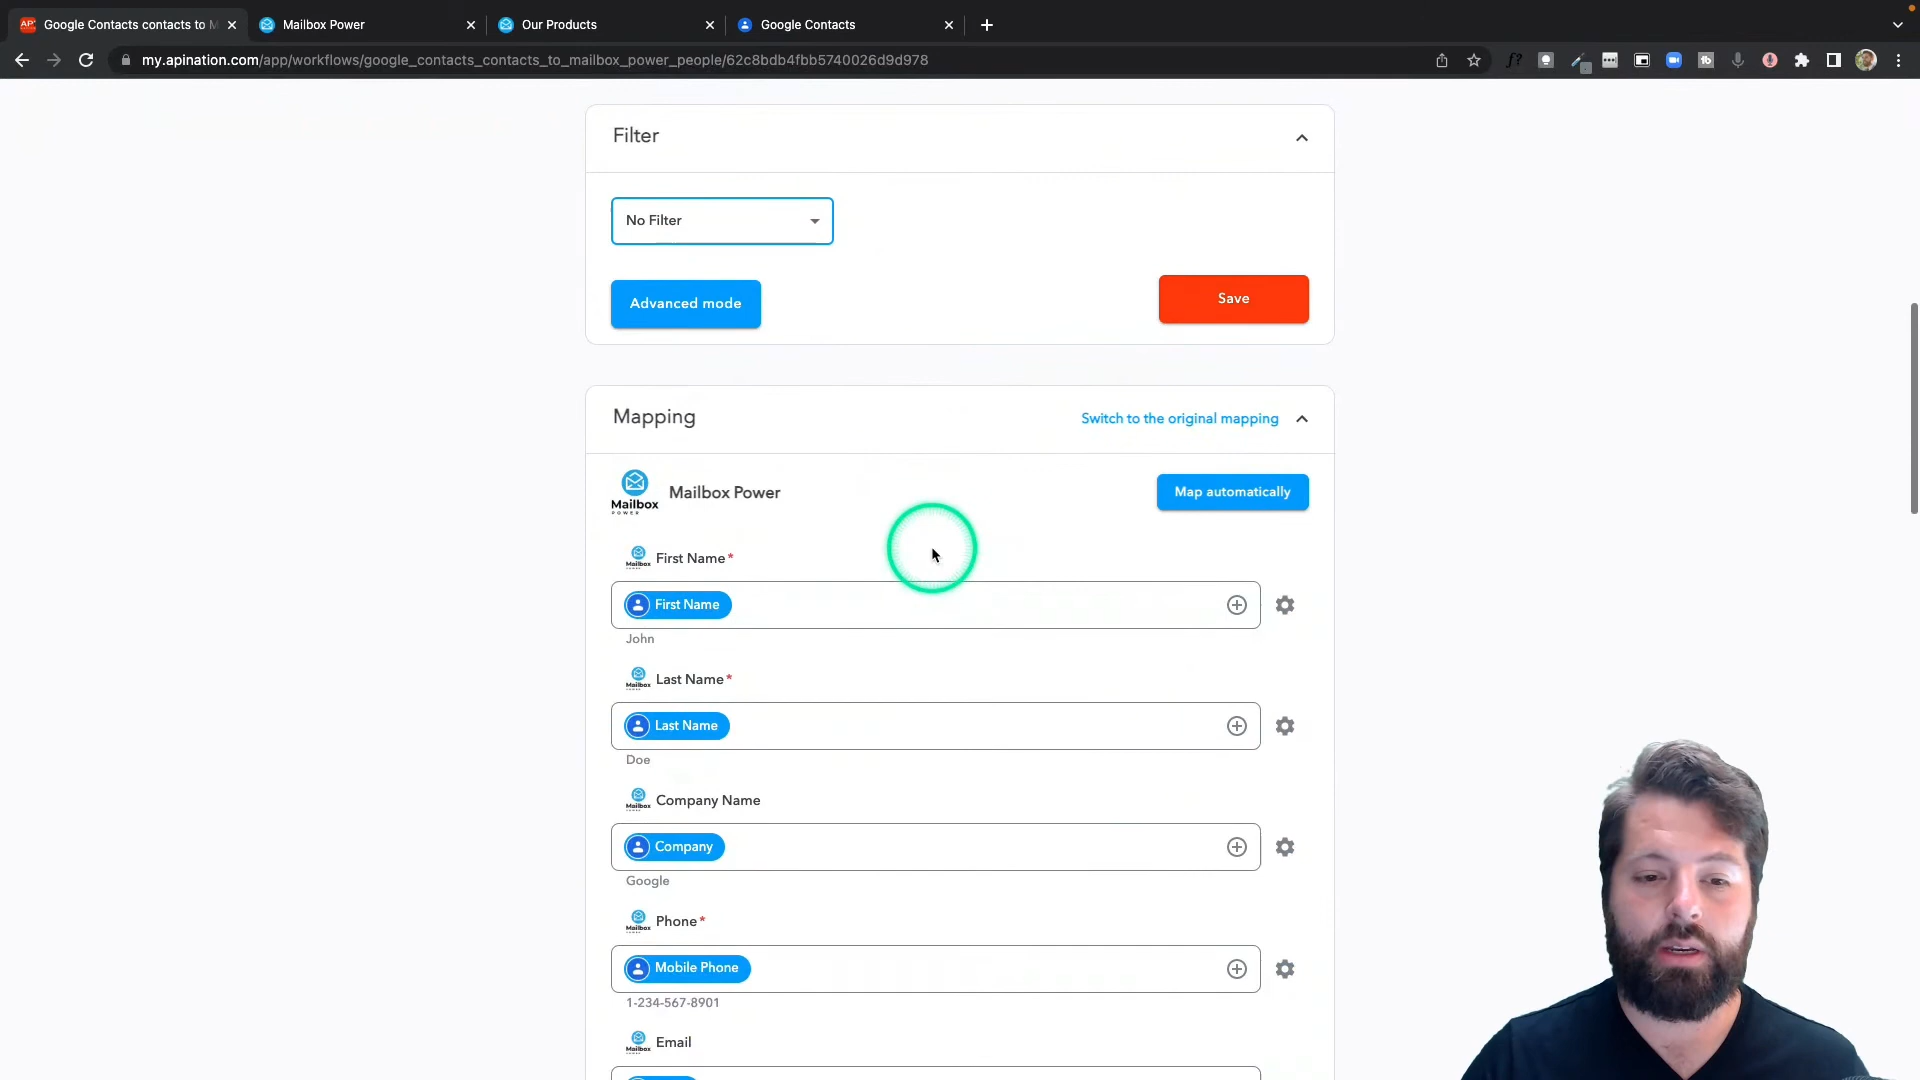 Google Contacts contacts to M
Mailbox Power
Our Products
Google Contacts
my.apination.com/app/workflows/google_contacts_contacts_to_mailbox_power_people/62c8bdb4fbb5740026d9d978
Filter
No Filter
Advanced mode
Save
Mapping
Switch to the original mapping
Mailbox
POWER
Mailbox Power
Map automatically
First Name*
First Name
John
Last Name*
Last Name
Doe
Company Name
Company
Google
Phone*
Mobile Phone
1-234-567-8901
Email